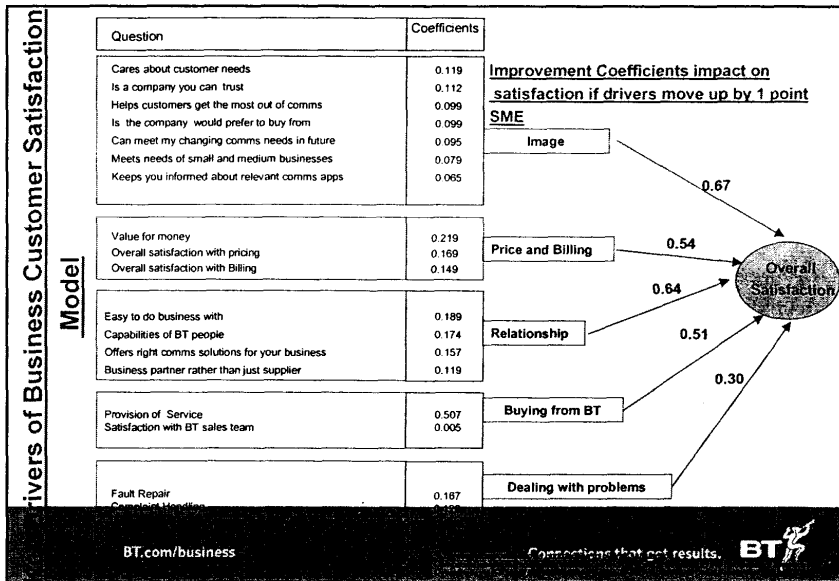 rivers of Business Customer Satisfaction
Model
Question Coefficients
Cares about customer needs 0.119
Is a company you can trust 0.112
Helps customers get the most out of comms 0.099
Is the company would prefer to buy from 0.099
Can meet my changing comms needs in future 0.095
Meets needs of small and medium businesses 0.079
Keeps you informed about relevant comms apps 0.065
Improvement Coefficients impact on
satisfaction if drivers move up by 1 point
SME
Image
0.67
Value for money 0.219
Overall satisfaction with pricing 0.169
Overall satisfaction with Billing 0.149
Price and Billing
0.54
Overall
Satisfaction
Easy to do business with 0.189
Capabilities of BT people 0.174
Offers right comms solutions for your business 0.157
Business partner rather than just supplier 0.119
Relationship
0.64
Provision of Service 0.507
Satisfaction with BT sales team 0.005
Buying from BT
0.51
Fault Repair 0.167
Complaint Handling
Dealing with problems
0.30
BT.com/business
Connections that get results.
BT